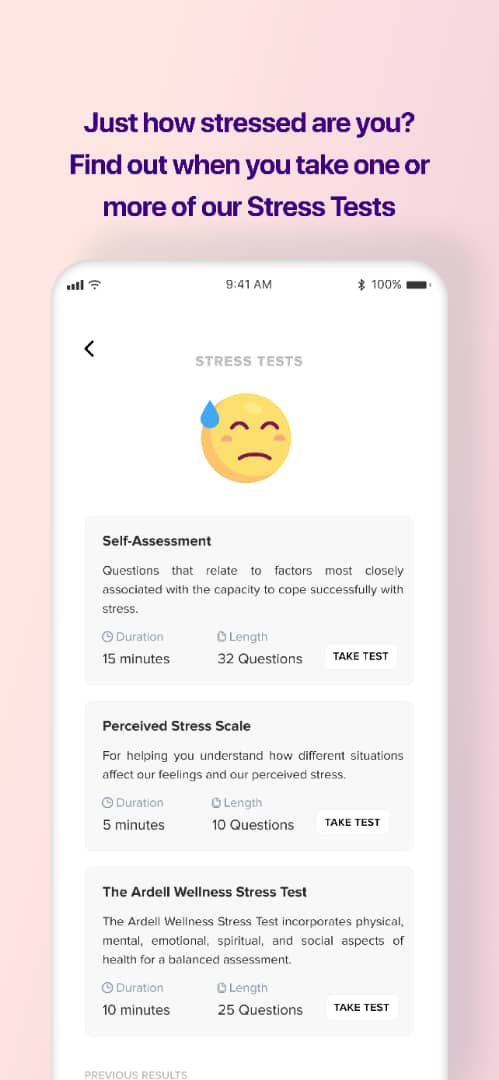 Just how stressed are you?
Find out when you take one or
more of our Stress Tests
9:41 AM
100%
STRESS TESTS
Self-Assessment
Questions that relate to factors most closely
associated with the capacity to cope successfully with
stress.
Duration Length
15 minutes 32 Questions TAKE TEST
Perceived Stress Scale
For helping you understand how different situations
affect our feelings and our perceived stress.
Duration Length
5 minutes 10 Questions TAKE TEST
The Ardell Wellness Stress Test
The Ardell Wellness Stress Test incorporates physical,
mental, emotional, spiritual, and social aspects of
health for a balanced assessment.
Duration Length
10 minutes 25 Questions TAKE TEST
PREVIOUS RESULTS